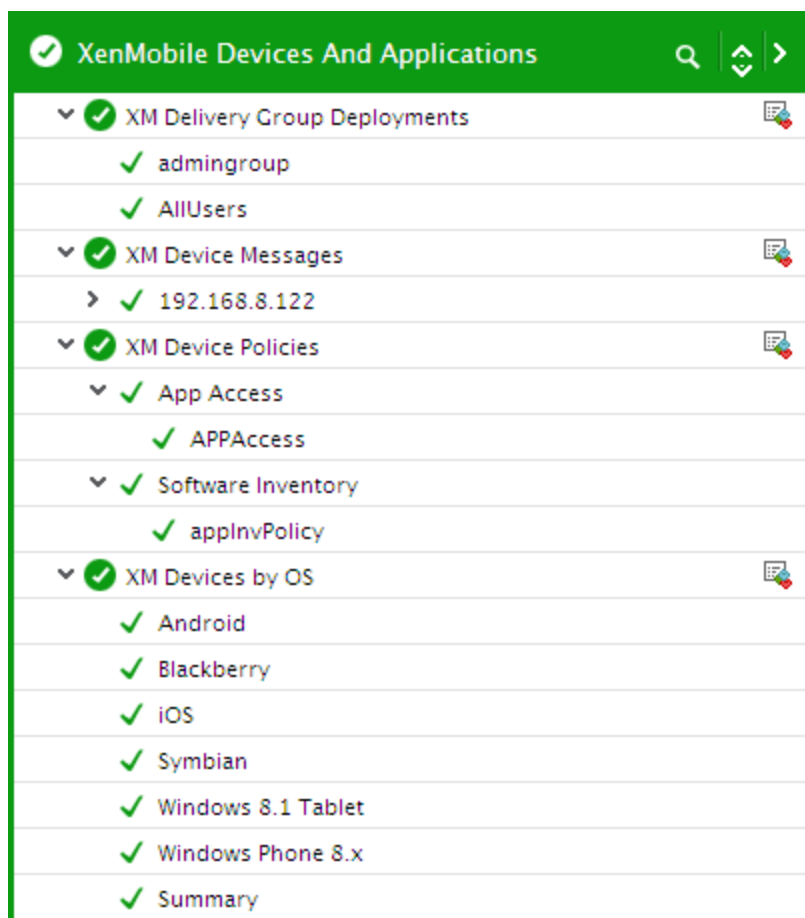 XenMobile Devices And Applications
XM Delivery Group Deployments
admingroup
AllUsers
XM Device Messages
192.168.8.122
XM Device Policies
App Access
APPAccess
Software Inventory
appInvPolicy
XM Devices by OS
Android
Blackberry
iOS
Symbian
Windows 8.1 Tablet
Windows Phone 8.x
Summary